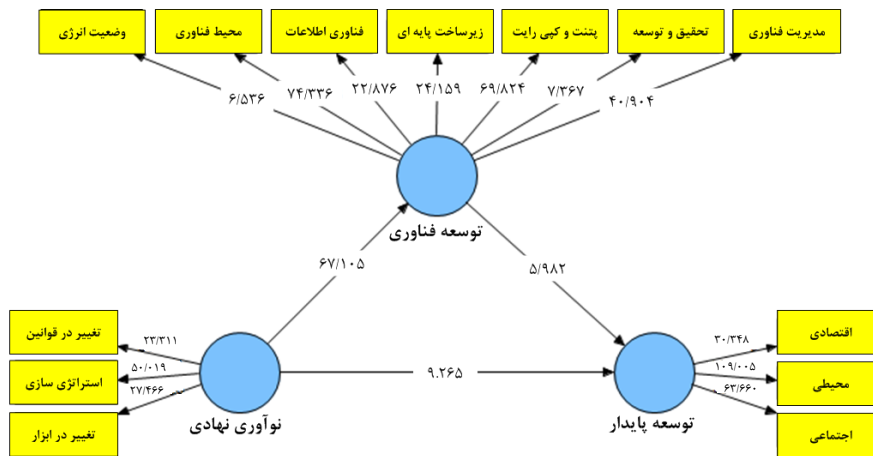 مدیریت فناوری
تحقیق و توسعه
پتنت و کپی رایت
زیرساخت پایه ای
فناوری اطلاعات
محیط فناوری
وضعیت انرژی
۴۰/۹۰۴
۷/۳۶۷
۶۹/۸۲۴
۲۴/۱۵۹
۲۲/۸۷۶
۷۴/۳۳۶
۶/۵۳۶
توسعه فناوری
۵/۹۸۲
۶۷/۱۰۵
اقتصادی
محیطی
اجتماعی
۳۰/۳۴۸
۱۰۹/۰۰۵
۶۳/۶۶۰
توسعه پایدار
۹.۲۶۵
نوآوری نهادی
۲۳/۳۱۱
۵۰/۰۱۹
۲۷/۴۶۶
تغییر در قوانین
استراتژی سازی
تغییر در ابزار